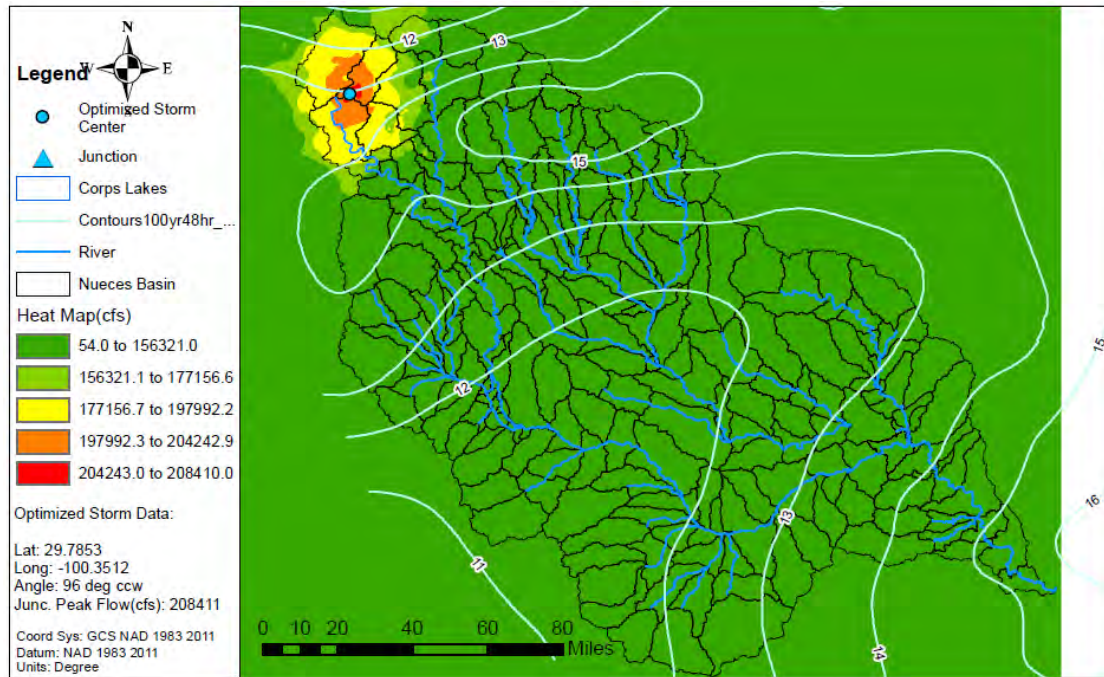 N
W
E
S
Legend
Optimized Storm
Center
Junction
Corps Lakes
Contours100yr48hr_...
River
Nueces Basin
Heat Map(cfs)
54.0 to 156321.0
156321.1 to 177156.6
177156.7 to 197992.2
197992.3 to 204242.9
204243.0 to 208410.0
Optimized Storm Data:
Lat: 29.7853
Long: -100.3512
Angle: 96 deg ccw
Junc. Peak Flow(cfs): 208411
Coord Sys: GCS NAD 1983 2011
Datum: NAD 1983 2011
Units: Degree
12
13
15
12
13
11
14
15
16
0 10 20 40 60 80
Miles